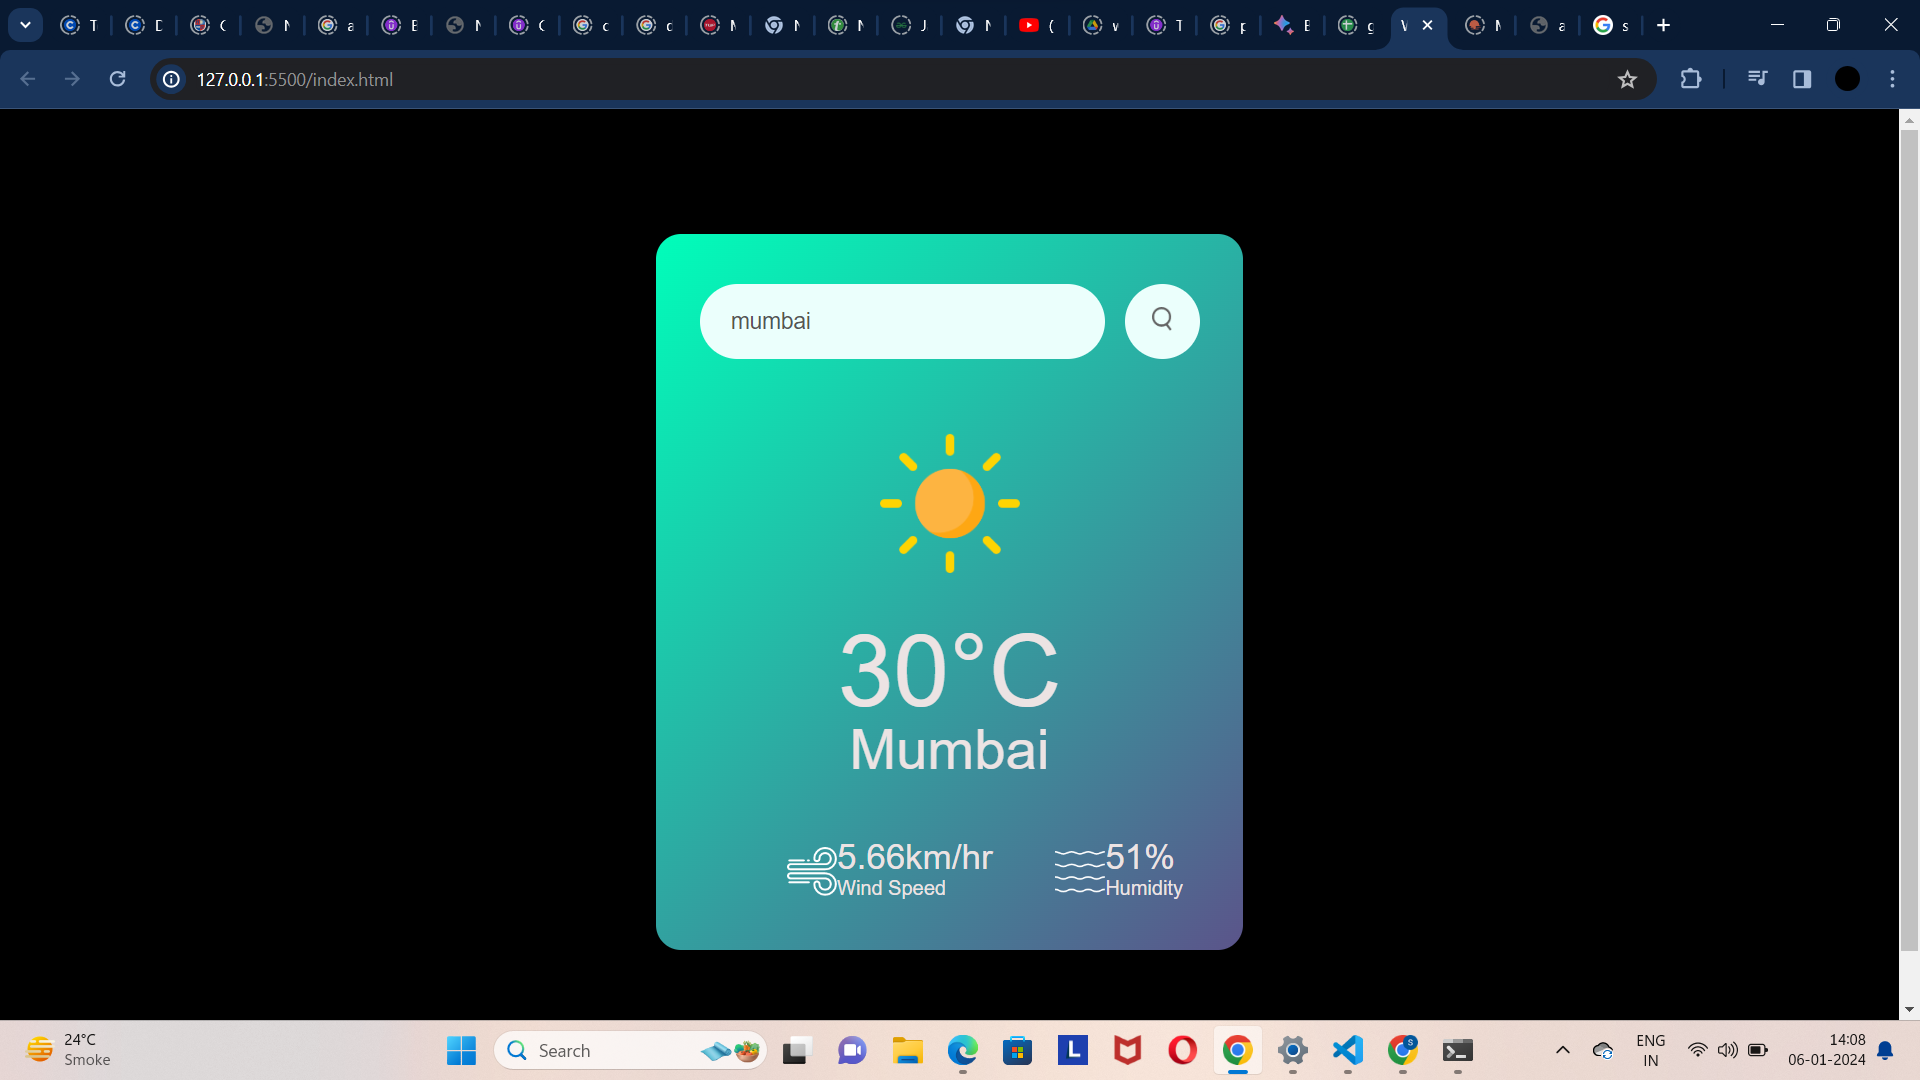 127.0.0.1:5500/index.html
mumbai
30°C
Mumbai
5.66km/hr
Wind Speed
51%
Humidity
24°C
Smoke
Search
ENG
IN
14:08
06-01-2024